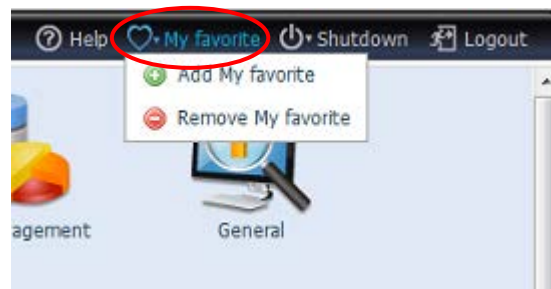 Help My favorite Shutdown Logout
Add My favorite
Remove My favorite
agement General